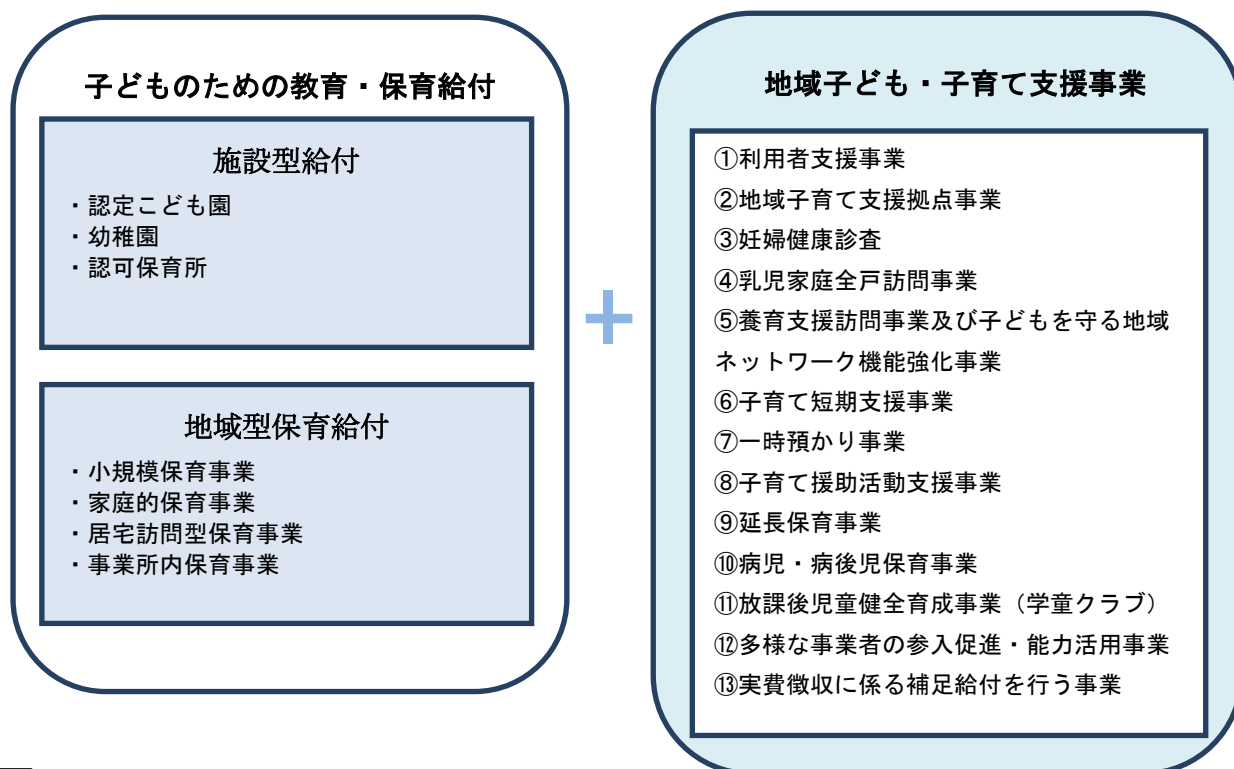 子どものための教育・保育給付
施設型給付
・認定こども園
・幼稚園
・認可保育所
地域型保育給付
・小規模保育事業
・家庭的保育事業
・居宅訪問型保育事業
・事業所内保育事業
+
地域子ども・子育て支援事業
①利用者支援事業
②地域子育て支援拠点事業
③妊婦健康診査
④乳児家庭全戸訪問事業
⑤養育支援訪問事業及び子どもを守る地域
ネットワーク機能強化事業
⑥子育て短期支援事業
⑦一時預かり事業
⑧子育て援助活動支援事業
⑨延長保育事業
⑩病児・病後児保育事業
⑪放課後児童健全育成事業（学童クラブ）
⑫多様な事業者の参入促進・能力活用事業
⑬実費徴収に係る補足給付を行う事業